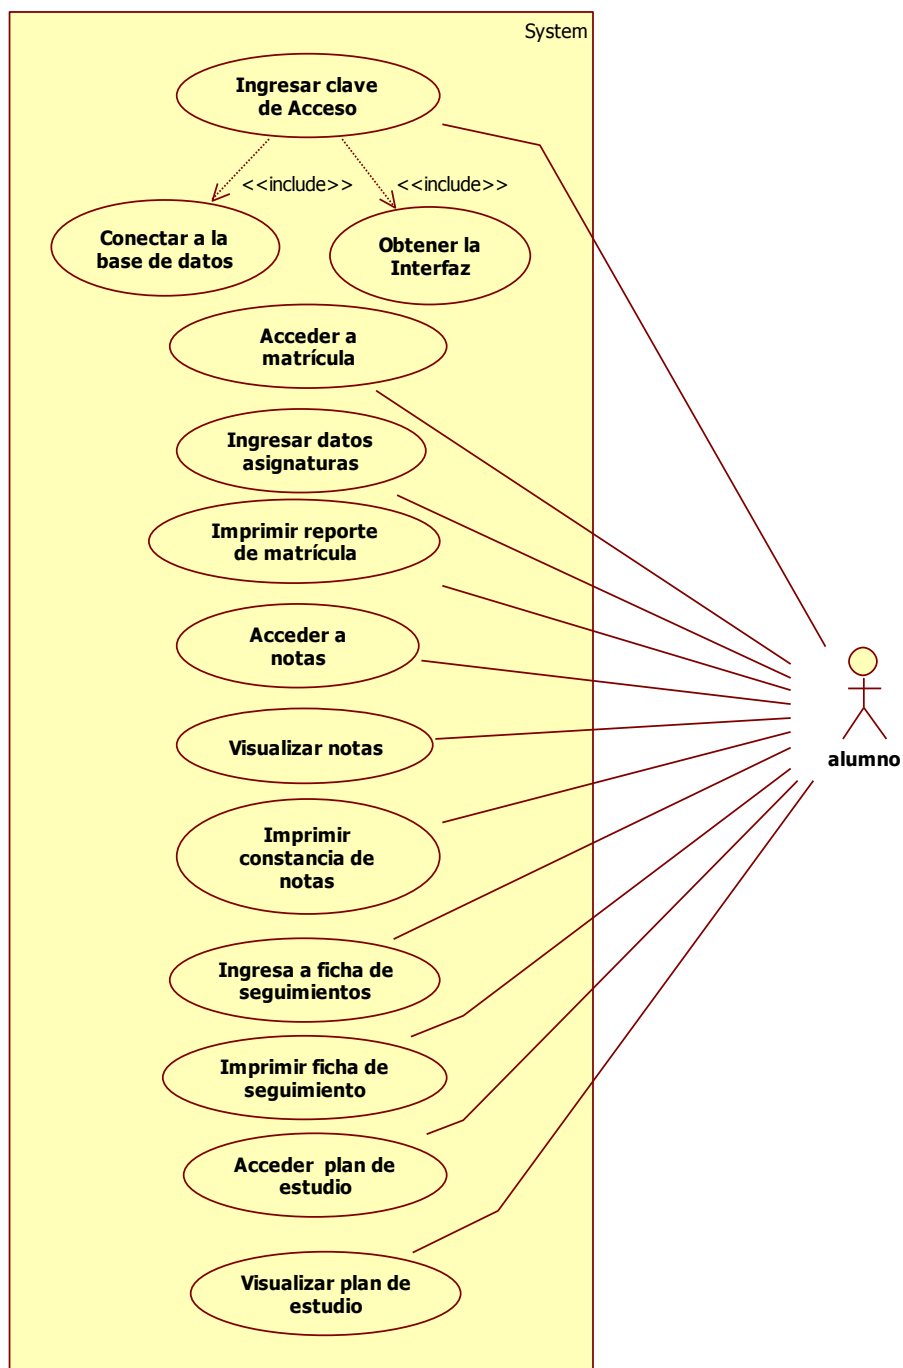 System
Ingresar clave
de Acceso
<<include>>
<<include>>
Conectar a la
base de datos
Obtener la
Interfaz
Acceder a
matrícula
Ingresar datos
asignaturas
Imprimir reporte
de matrícula
Acceder a
notas
Visualizar notas
alumno
Imprimir
constancia de
notas
Ingresa a ficha de
seguimientos
Imprimir ficha de
seguimiento
Acceder  plan de
estudio
Visualizar plan de
estudio